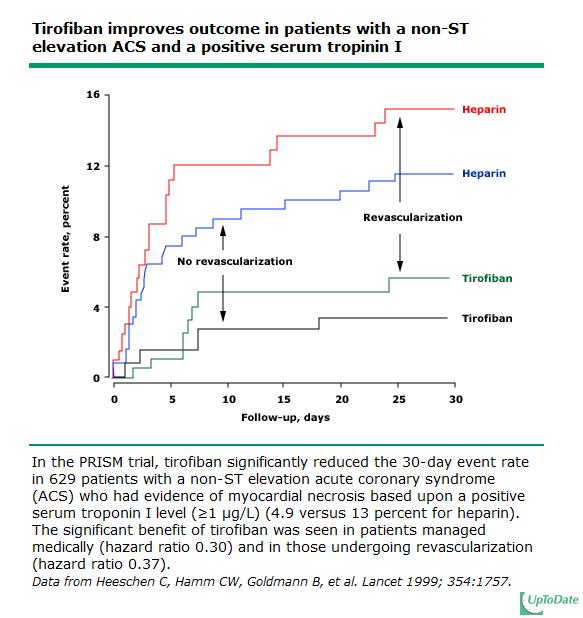 Tirofiban improves outcome in patients with a non-ST
elevation ACS and a positive serum tropinin I
Event rate, percent
16
12
8
4
0
Heparin
Heparin
Revascularization
No revascularization
Tirofiban
Tirofiban
0 5 10 15 20 25 30
Follow-up, days
In the PRISM trial, tirofiban significantly reduced the 30-day event rate
in 629 patients with a non-ST elevation acute coronary syndrome
(ACS) who had evidence of myocardial necrosis based upon a positive
serum troponin I level (≥1 µg/L) (4.9 versus 13 percent for heparin).
The significant benefit of tirofiban was seen in patients managed
medically (hazard ratio 0.30) and in those undergoing revascularization
(hazard ratio 0.37).
Data from Heeschen C, Hamm CW, Goldmann B, et al. Lancet 1999; 354:1757.
UpToDate